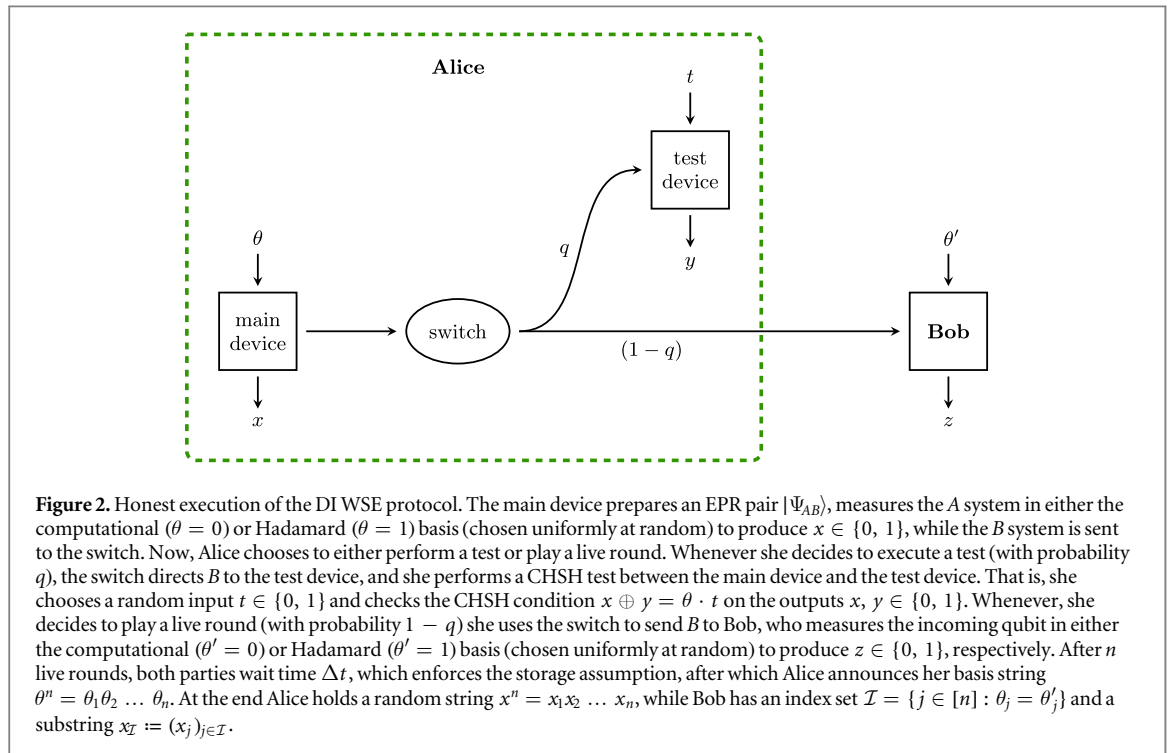 Alice
t
test
device
q
y
θ
θ′
main
device
switch
Bob
(1 − q)
x
z
Figure 2. Honest execution of the DI WSE protocol. The main device prepares an EPR pair |Ψ_AB⟩, measures the A system in either the
computational (θ = 0) or Hadamard (θ = 1) basis (chosen uniformly at random) to produce x ∈ {0, 1}, while the B system is sent
to the switch. Now, Alice chooses to either perform a test or play a live round. Whenever she decides to execute a test (with probability
q), the switch directs B to the test device, and she performs a CHSH test between the main device and the test device. That is, she
chooses a random input t ∈ {0, 1} and checks the CHSH condition x ⊕ y = θ · t on the outputs x, y ∈ {0, 1}. Whenever, she
decides to play a live round (with probability 1 − q) she uses the switch to send B to Bob, who measures the incoming qubit in either
the computational (θ′ = 0) or Hadamard (θ′ = 1) basis (chosen uniformly at random) to produce z ∈ {0, 1}, respectively. After n
live rounds, both parties wait time Δt, which enforces the storage assumption, after which Alice announces her basis string
θⁿ = θ₁θ₂ … θₙ. At the end Alice holds a random string xⁿ = x₁x₂ … xₙ, while Bob has an index set ℐ = {j ∈ [n] : θⱼ = θ′ⱼ} and a
substring x_ℐ ≔ (xⱼ)_{j∈ℐ}.